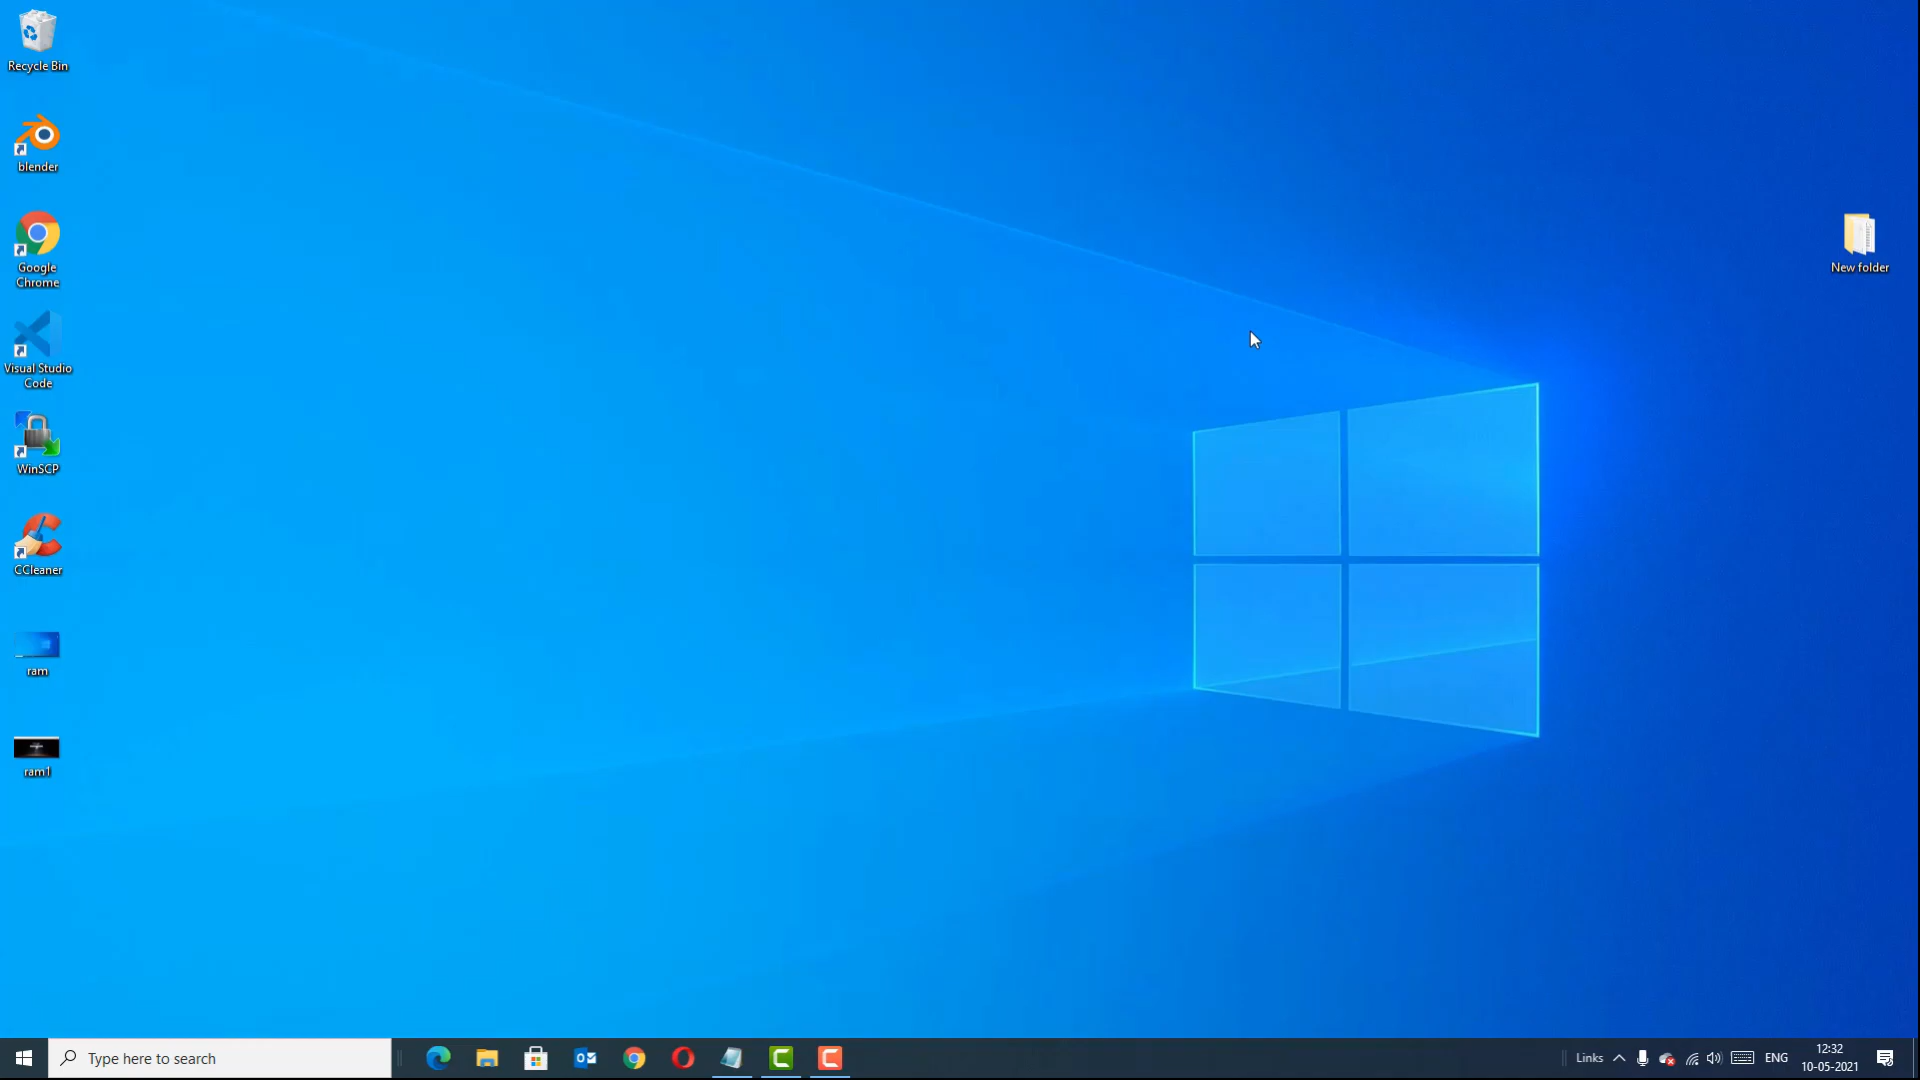 Recycle Bin
blender
Google
Chrome
Visual Studio
Code
WinSCP
CCleaner
ram
ram1
New folder
Type here to search
Links
ENG
12:32
10-05-2021